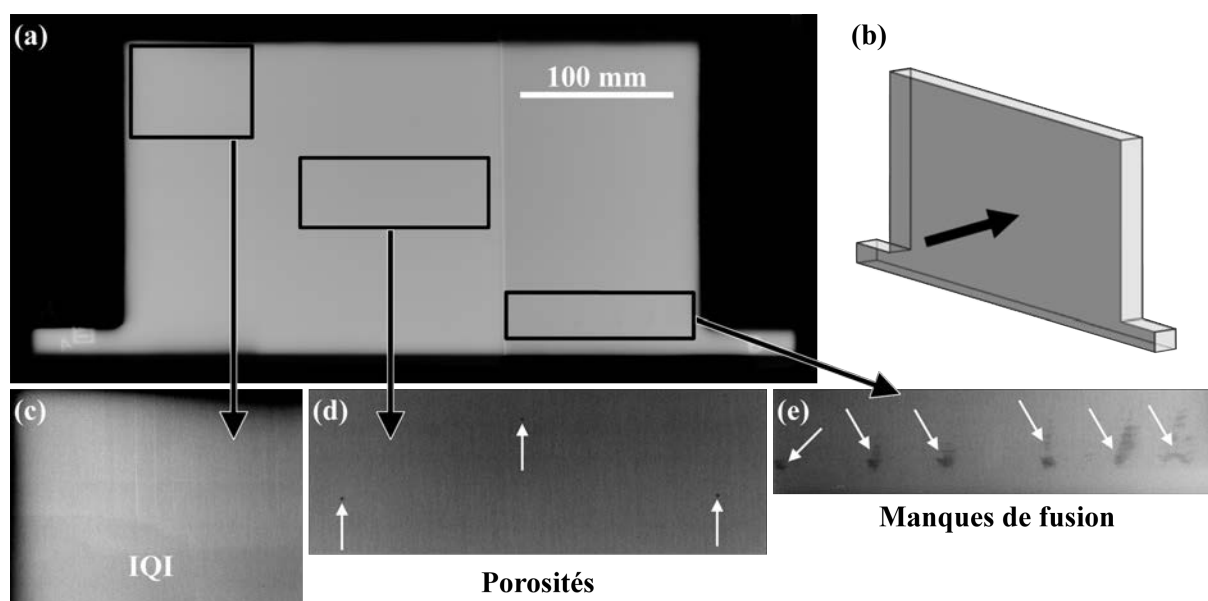 (a)
100 mm
(b)
(c)
IQI
(d)
Porosités
(e)
Manques de fusion